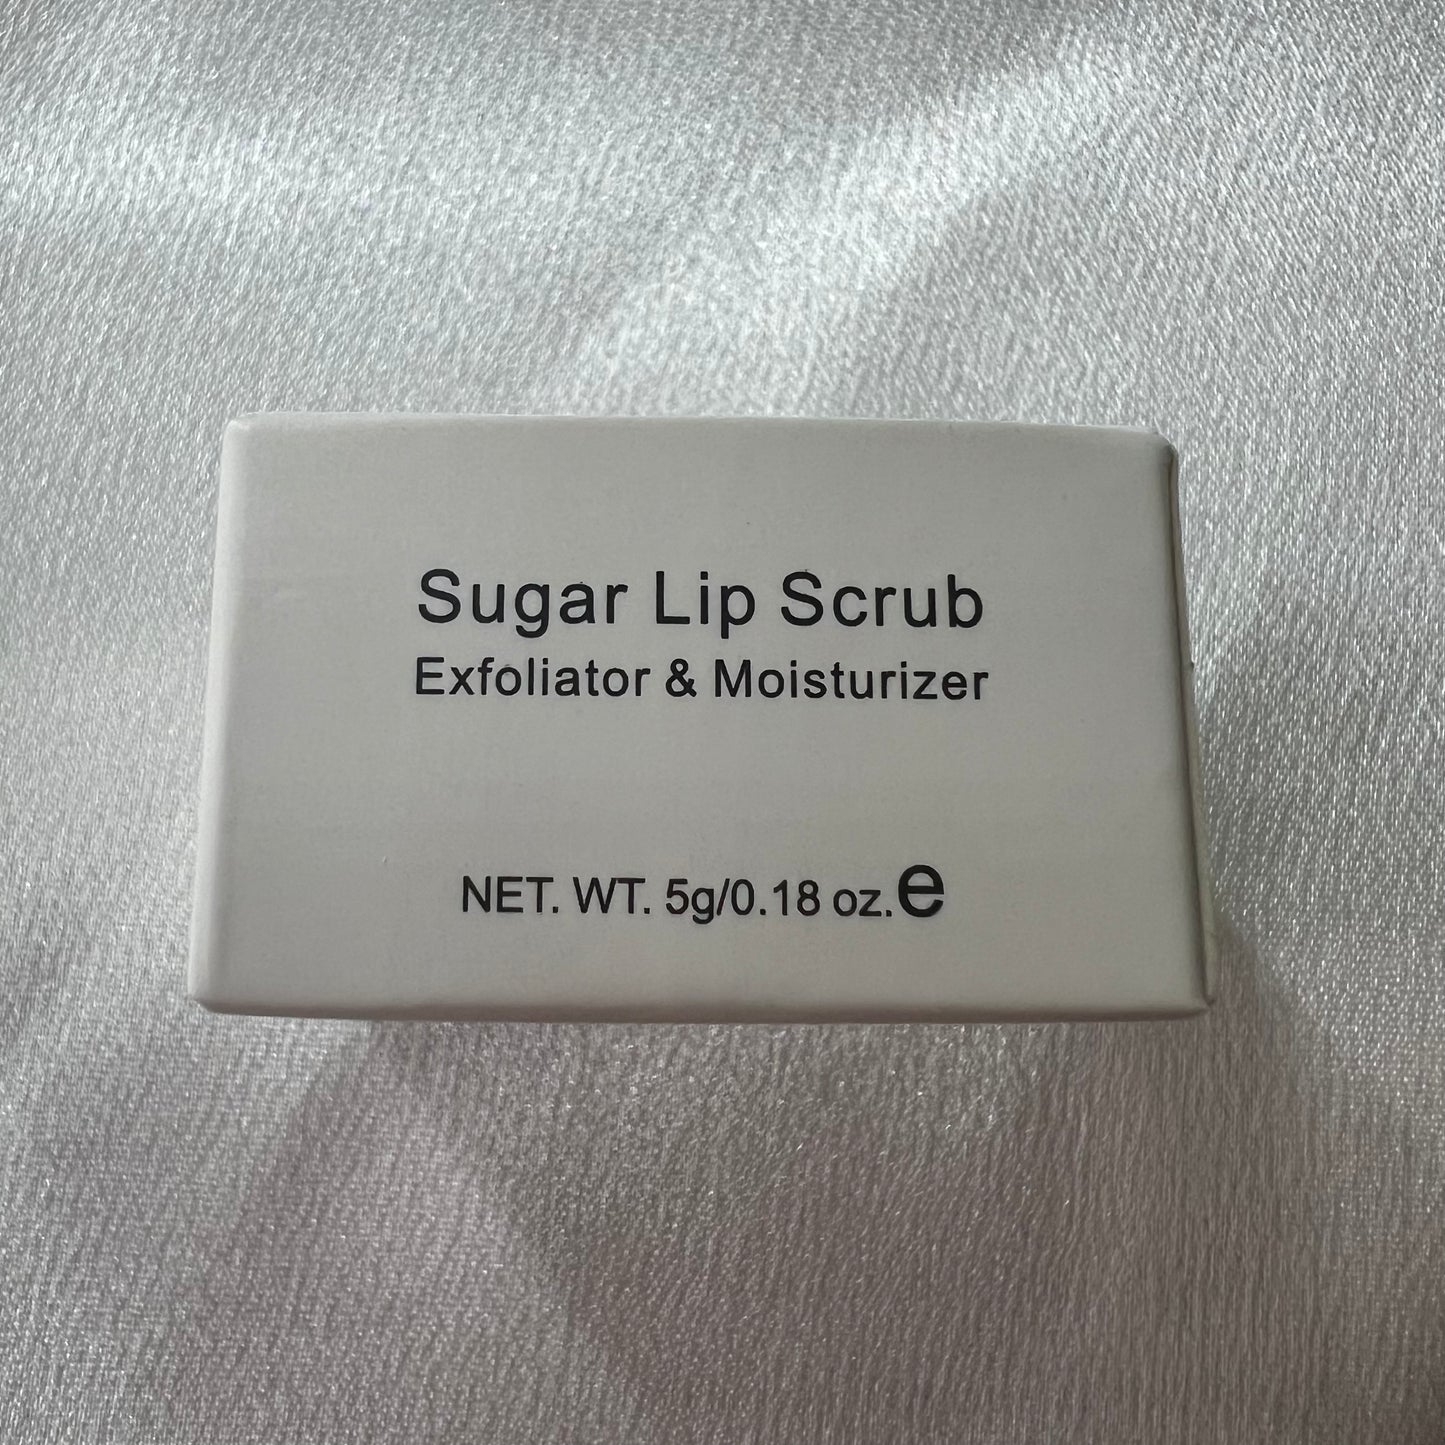 Sugar Lip Scrub
Exfoliator & Moisturizer
NET. WT. 5g/0.18 oz.e